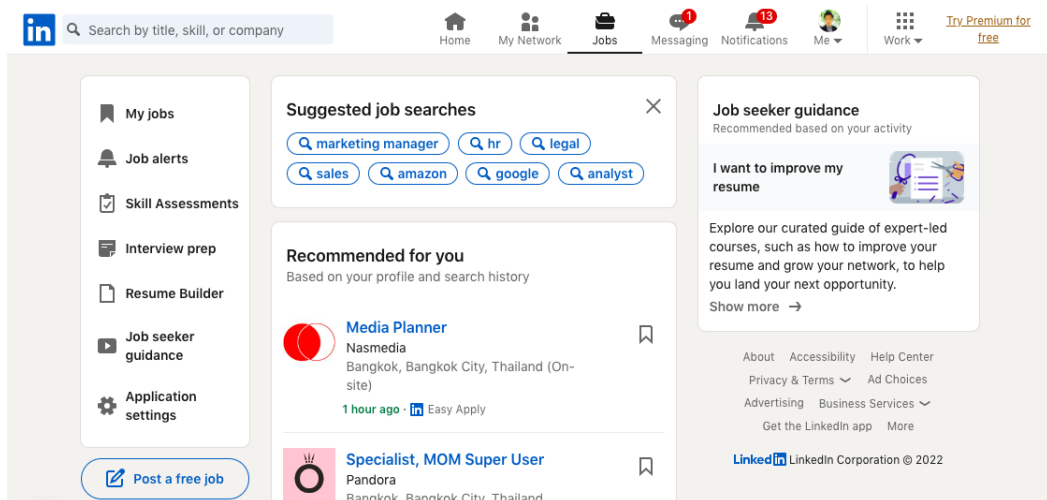 in
Search by title, skill, or company
Home
My Network
Jobs
1
Messaging
13
Notifications
Me
Work
Try Premium for
free
My jobs
Job alerts
Skill Assessments
Interview prep
Resume Builder
Job seeker
guidance
Application
settings
Post a free job
Suggested job searches
marketing manager
hr
legal
sales
amazon
google
analyst
Recommended for you
Based on your profile and search history
Media Planner
Nasmedia
Bangkok, Bangkok City, Thailand (On-
site)
1 hour ago · in Easy Apply
Specialist, MOM Super User
Pandora
Bangkok, Bangkok City, Thailand
Job seeker guidance
Recommended based on your activity
I want to improve my
resume
Explore our curated guide of expert-led
courses, such as how to improve your
resume and grow your network, to help
you land your next opportunity.
Show more →
About Accessibility Help Center
Privacy & Terms Ad Choices
Advertising Business Services
Get the LinkedIn app More
LinkedIn LinkedIn Corporation © 2022